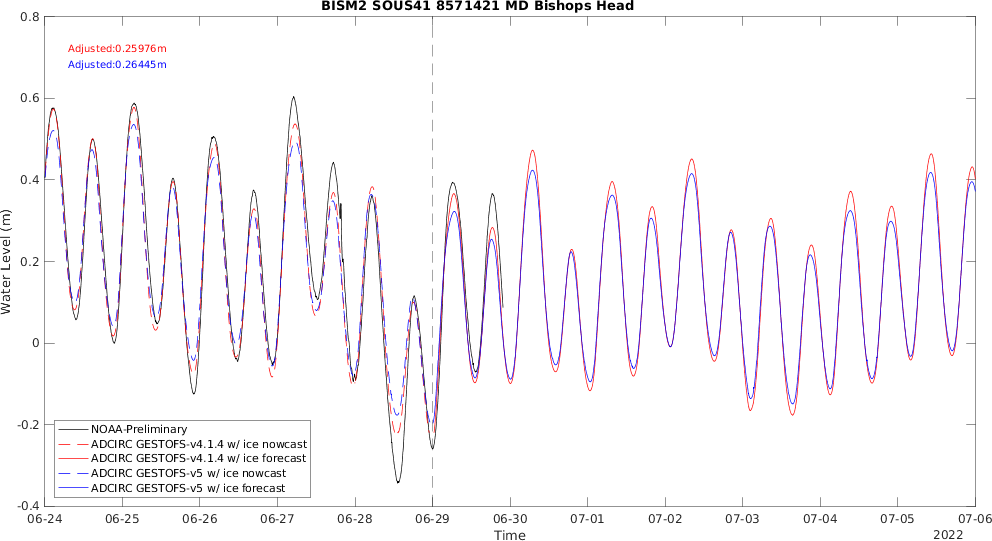 BISM2 SOUS41 8571421 MD Bishops Head
0.8
Adjusted:0.25976m
Adjusted:0.26445m
0.6
0.4
0.2
0
-0.2
-0.4
Water Level (m)
NOAA-Preliminary
ADCIRC GESTOFS-v4.1.4 w/ ice nowcast
ADCIRC GESTOFS-v4.1.4 w/ ice forecast
ADCIRC GESTOFS-v5 w/ ice nowcast
ADCIRC GESTOFS-v5 w/ ice forecast
06-24 06-25 06-26 06-27 06-28 06-29 06-30 07-01 07-02 07-03 07-04 07-05 07-06
Time
2022